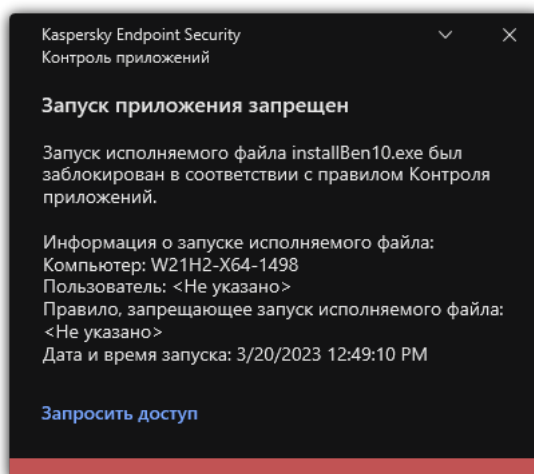 Kaspersky Endpoint Security
Контроль приложений
Запуск приложения запрещен
Запуск исполняемого файла installBen10.exe был
заблокирован в соответствии с правилом Контроля
приложений.
Информация о запуске исполняемого файла:
Компьютер: W21H2-X64-1498
Пользователь: <Не указано>
Правило, запрещающее запуск исполняемого файла:
<Не указано>
Дата и время запуска: 3/20/2023 12:49:10 PM
Запросить доступ